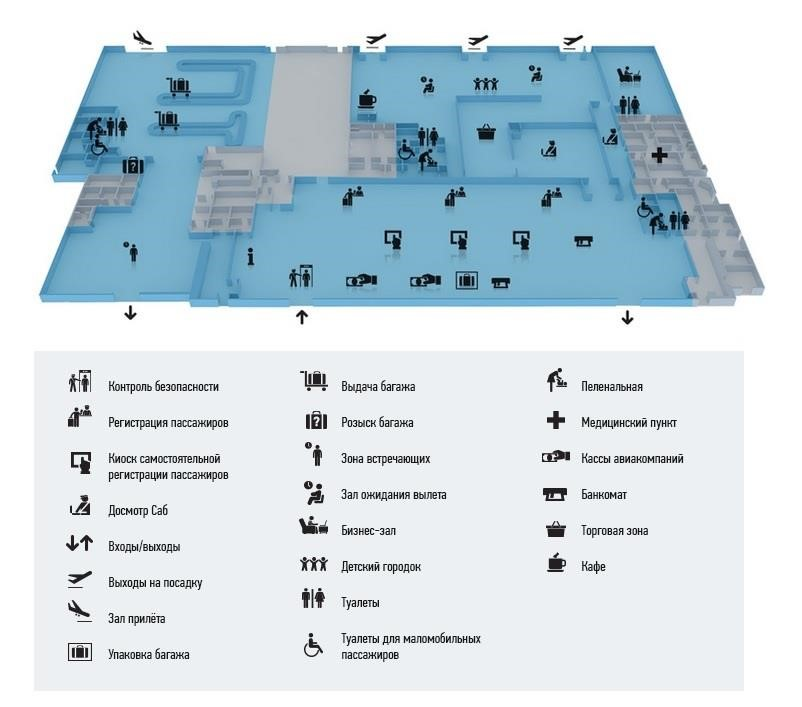 Контроль безопасности
Регистрация пассажиров
Киоск самостоятельной
регистрации пассажиров
Досмотр Саб
Входы/выходы
Выходы на посадку
Зал прилёта
Упаковка багажа
Выдача багажа
Розыск багажа
Зона встречающих
Зал ожидания вылета
Бизнес-зал
Детский городок
Туалеты
Туалеты для маломобильных
пассажиров
Пеленальная
Медицинский пункт
Кассы авиакомпаний
Банкомат
Торговая зона
Кафе